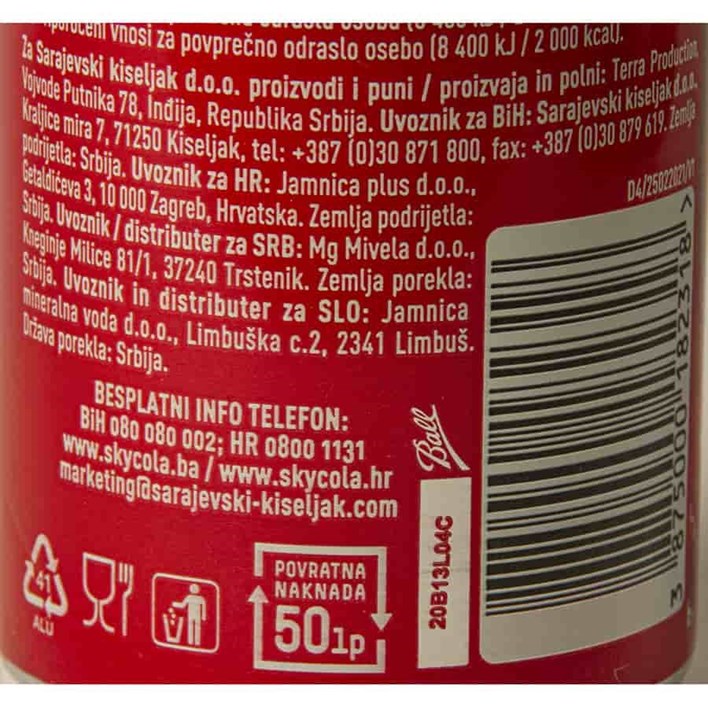 vnosi za povprečno odraslo osebo (8 400 kJ / 2 000 kcal).
Za Sarajevski kiseljak d.o.o. proizvodi i puni / proizvaja in polni: Terra Production,
Vojvode Putnika 78, Inđija, Republika Srbija. Uvoznik za BiH: Sarajevski kiseljak d.o.o.,
Kraljice mira 7, 71250 Kiseljak, tel: +387 (0)30 871 800, fax: +387 (0)30 879 619. Zemlja
podrijetla: Srbija. Uvoznik za HR: Jamnica plus d.o.o.,
Getaldićeva 3, 10 000 Zagreb, Hrvatska. Zemlja podrijetla:
Srbija. Uvoznik / distributer za SRB: Mg Mivela d.o.o.,
Kneginje Milice 81/1, 37240 Trstenik. Zemlja porekla:
Srbija. Uvoznik in distributer za SLO: Jamnica
mineralna voda d.o.o., Limbuška c.2, 2341 Limbuš.
Država porekla: Srbija.
D4/25022021/V1
BESPLATNI INFO TELEFON:
BiH 080 080 002; HR 0800 1131
www.skycola.ba / www.skycola.hr
marketing@sarajevski-kiseljak.com
Ball
20B13L04C
3 875000 182318 >
41
ALU
POVRATNA
NAKNADA
50lp